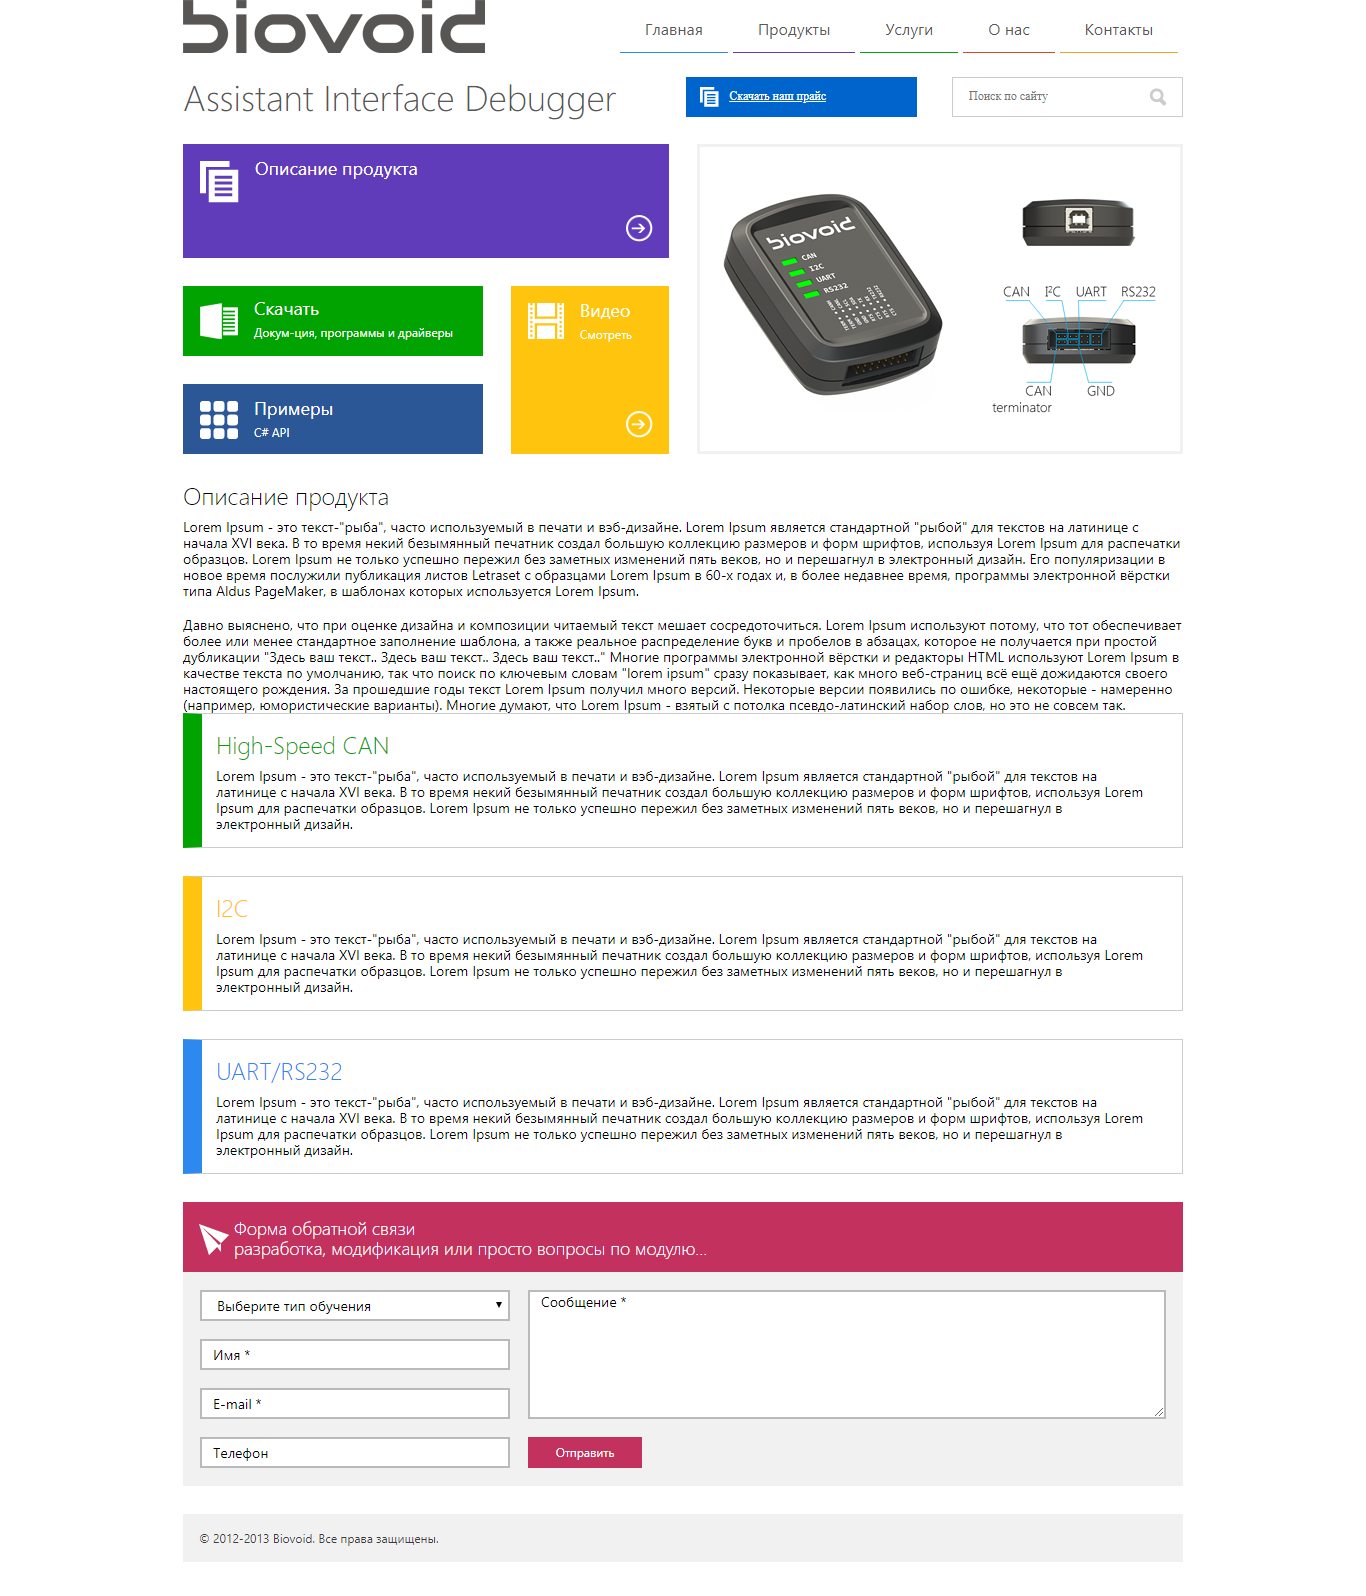 biovoid
Главная
Продукты
Услуги
О нас
Контакты
Assistant Interface Debugger
Скачать наш прайс
Поиск по сайту
Описание продукта
Скачать
Докум-ция, программы и драйверы
Видео
Смотреть
Примеры
C# API
biovoid
CAN
I2C
UART
RS232
CAN I²C UART RS232
CAN
terminator
GND
Описание продукта
Lorem Ipsum - это текст-"рыба", часто используемый в печати и вэб-дизайне. Lorem Ipsum является стандартной "рыбой" для текстов на латинице с
начала XVI века. В то время некий безымянный печатник создал большую коллекцию размеров и форм шрифтов, используя Lorem Ipsum для распечатки
образцов. Lorem Ipsum не только успешно пережил без заметных изменений пять веков, но и перешагнул в электронный дизайн. Его популяризации в
новое время послужили публикация листов Letraset с образцами Lorem Ipsum в 60-х годах и, в более недавнее время, программы электронной вёрстки
типа Aldus PageMaker, в шаблонах которых используется Lorem Ipsum.
Давно выяснено, что при оценке дизайна и композиции читаемый текст мешает сосредоточиться. Lorem Ipsum используют потому, что тот обеспечивает
более или менее стандартное заполнение шаблона, а также реальное распределение букв и пробелов в абзацах, которое не получается при простой
дубликации "Здесь ваш текст.. Здесь ваш текст.. Здесь ваш текст.." Многие программы электронной вёрстки и редакторы HTML используют Lorem Ipsum в
качестве текста по умолчанию, так что поиск по ключевым словам "lorem ipsum" сразу показывает, как много веб-страниц всё ещё дожидаются своего
настоящего рождения. За прошедшие годы текст Lorem Ipsum получил много версий. Некоторые версии появились по ошибке, некоторые - намеренно
(например, юмористические варианты). Многие думают, что Lorem Ipsum - взятый с потолка псевдо-латинский набор слов, но это не совсем так.
High-Speed CAN
Lorem Ipsum - это текст-"рыба", часто используемый в печати и вэб-дизайне. Lorem Ipsum является стандартной "рыбой" для текстов на
латинице с начала XVI века. В то время некий безымянный печатник создал большую коллекцию размеров и форм шрифтов, используя Lorem
Ipsum для распечатки образцов. Lorem Ipsum не только успешно пережил без заметных изменений пять веков, но и перешагнул в
электронный дизайн.
I2C
Lorem Ipsum - это текст-"рыба", часто используемый в печати и вэб-дизайне. Lorem Ipsum является стандартной "рыбой" для текстов на
латинице с начала XVI века. В то время некий безымянный печатник создал большую коллекцию размеров и форм шрифтов, используя Lorem
Ipsum для распечатки образцов. Lorem Ipsum не только успешно пережил без заметных изменений пять веков, но и перешагнул в
электронный дизайн.
UART/RS232
Lorem Ipsum - это текст-"рыба", часто используемый в печати и вэб-дизайне. Lorem Ipsum является стандартной "рыбой" для текстов на
латинице с начала XVI века. В то время некий безымянный печатник создал большую коллекцию размеров и форм шрифтов, используя Lorem
Ipsum для распечатки образцов. Lorem Ipsum не только успешно пережил без заметных изменений пять веков, но и перешагнул в
электронный дизайн.
Форма обратной связи
разработка, модификация или просто вопросы по модулю...
Выберите тип обучения
Имя *
E-mail *
Телефон
Сообщение *
Отправить
© 2012-2013 Biovoid. Все права защищены.